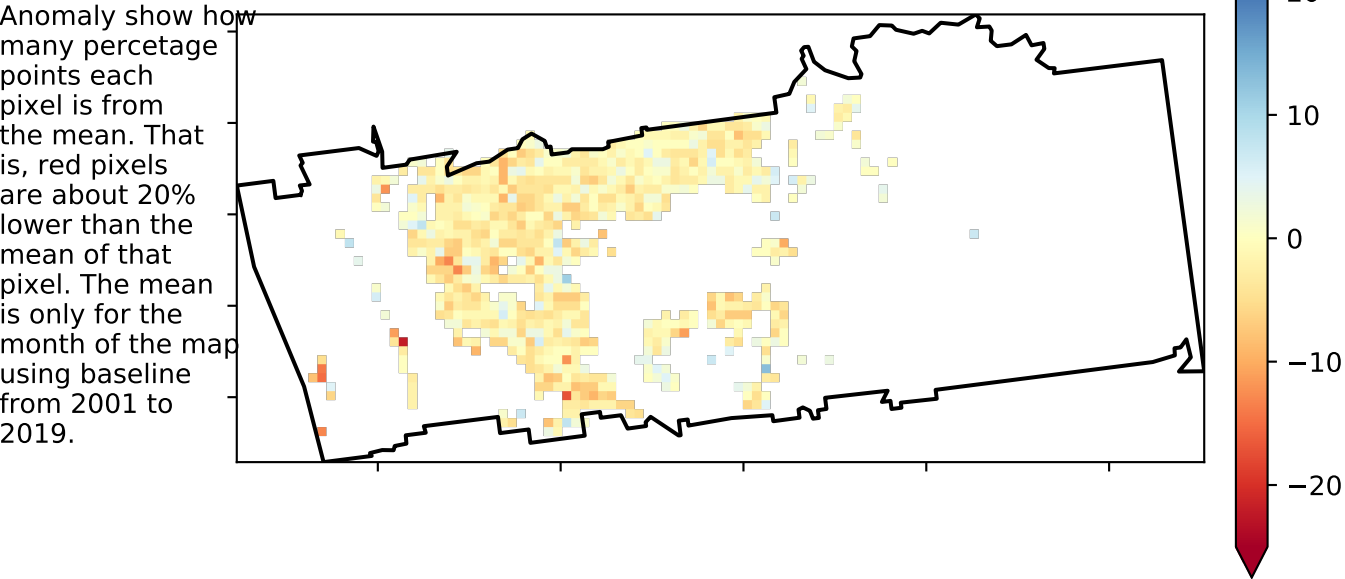 Anomaly show how
many percetage
points each
pixel is from
the mean. That
is, red pixels
are about 20%
lower than the
mean of that
pixel. The mean
is only for the
month of the map
using baseline
from 2001 to
2019.
10
0
−10
−20